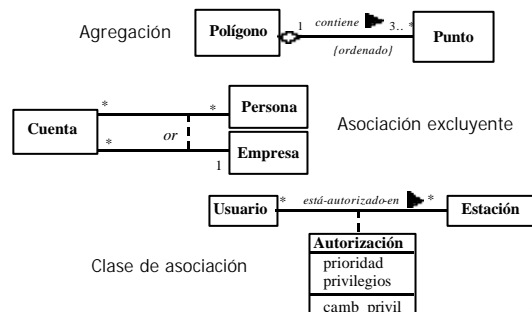 Agregación
Polígono
1
contiene
3.. *
{ordenado}
Punto
Cuenta
*
*
Persona
or
*
1
Empresa
Asociación excluyente
Usuario
*
está-autorizado-en
*
Estación
Autorización
prioridad
privilegios
camb_privil
Clase de asociación